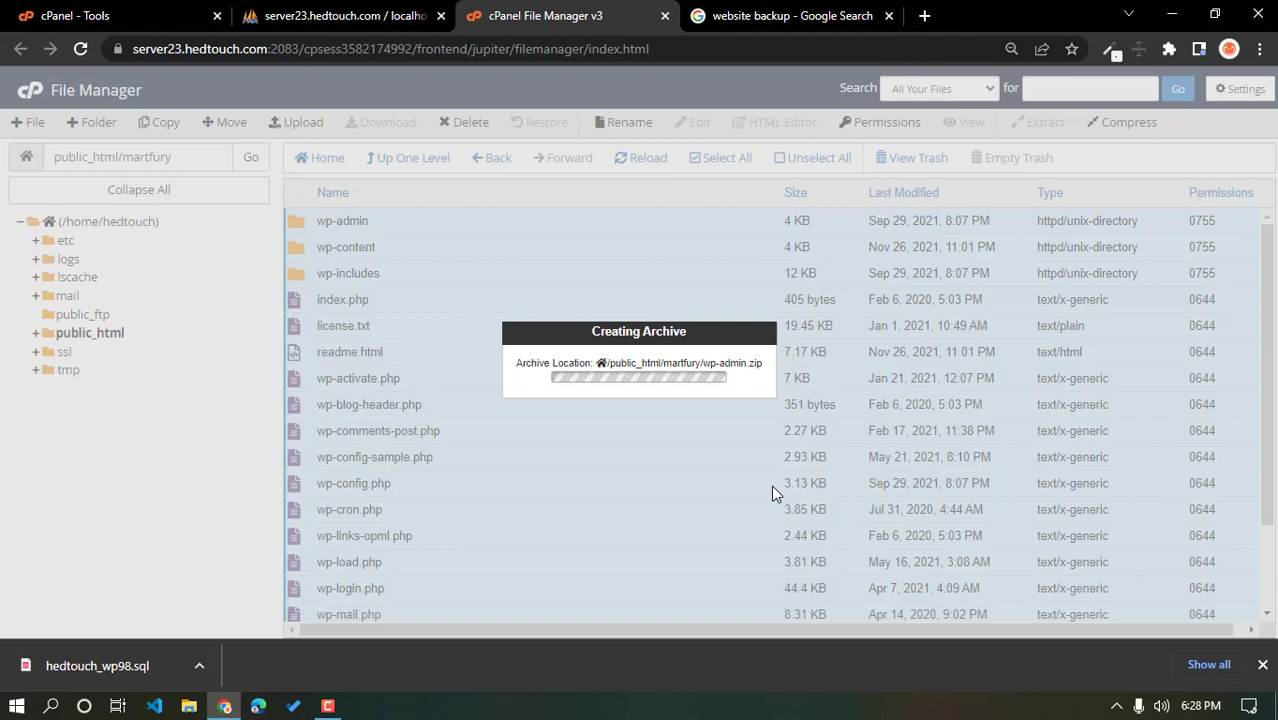 cPanel - Tools
server23.hedtouch.com / localho
cPanel File Manager v3
website backup - Google Search
server23.hedtouch.com:2083/cpsess3582174992/frontend/jupiter/filemanager/index.html
cP File Manager
Search All Your Files for Go Settings
File Folder Copy Move Upload Download Delete Restore Rename Edit HTML Editor Permissions View Extract Compress
public_html/martfury Go Home Up One Level Back Forward Reload Select All Unselect All View Trash Empty Trash
Collapse All
(/home/hedtouch)
etc
logs
lscache
mail
public_ftp
public_html
ssl
tmp
Name Size Last Modified Type Permissions
wp-admin 4 KB Sep 29, 2021, 8:07 PM httpd/unix-directory 0755
wp-content 4 KB Nov 26, 2021, 11:01 PM httpd/unix-directory 0755
wp-includes 12 KB Sep 29, 2021, 8:07 PM httpd/unix-directory 0755
index.php 405 bytes Feb 6, 2020, 5:03 PM text/x-generic 0644
license.txt 19.45 KB Jan 1, 2021, 10:49 AM text/plain 0644
readme.html 7.17 KB Nov 26, 2021, 11:01 PM text/html 0644
wp-activate.php 7 KB Jan 21, 2021, 12:07 PM text/x-generic 0644
wp-blog-header.php 351 bytes Feb 6, 2020, 5:03 PM text/x-generic 0644
wp-comments-post.php 2.27 KB Feb 17, 2021, 11:38 PM text/x-generic 0644
wp-config-sample.php 2.93 KB May 21, 2021, 8:10 PM text/x-generic 0644
wp-config.php 3.13 KB Sep 29, 2021, 8:07 PM text/x-generic 0644
wp-cron.php 3.85 KB Jul 31, 2020, 4:44 AM text/x-generic 0644
wp-links-opml.php 2.44 KB Feb 6, 2020, 5:03 PM text/x-generic 0644
wp-load.php 3.81 KB May 16, 2021, 3:08 AM text/x-generic 0644
wp-login.php 44.4 KB Apr 7, 2021, 4:09 AM text/x-generic 0644
wp-mail.php 8.31 KB Apr 14, 2020, 9:02 PM text/x-generic 0644
Creating Archive
Archive Location: /public_html/martfury/wp-admin.zip
hedtouch_wp98.sql
Show all
6:28 PM